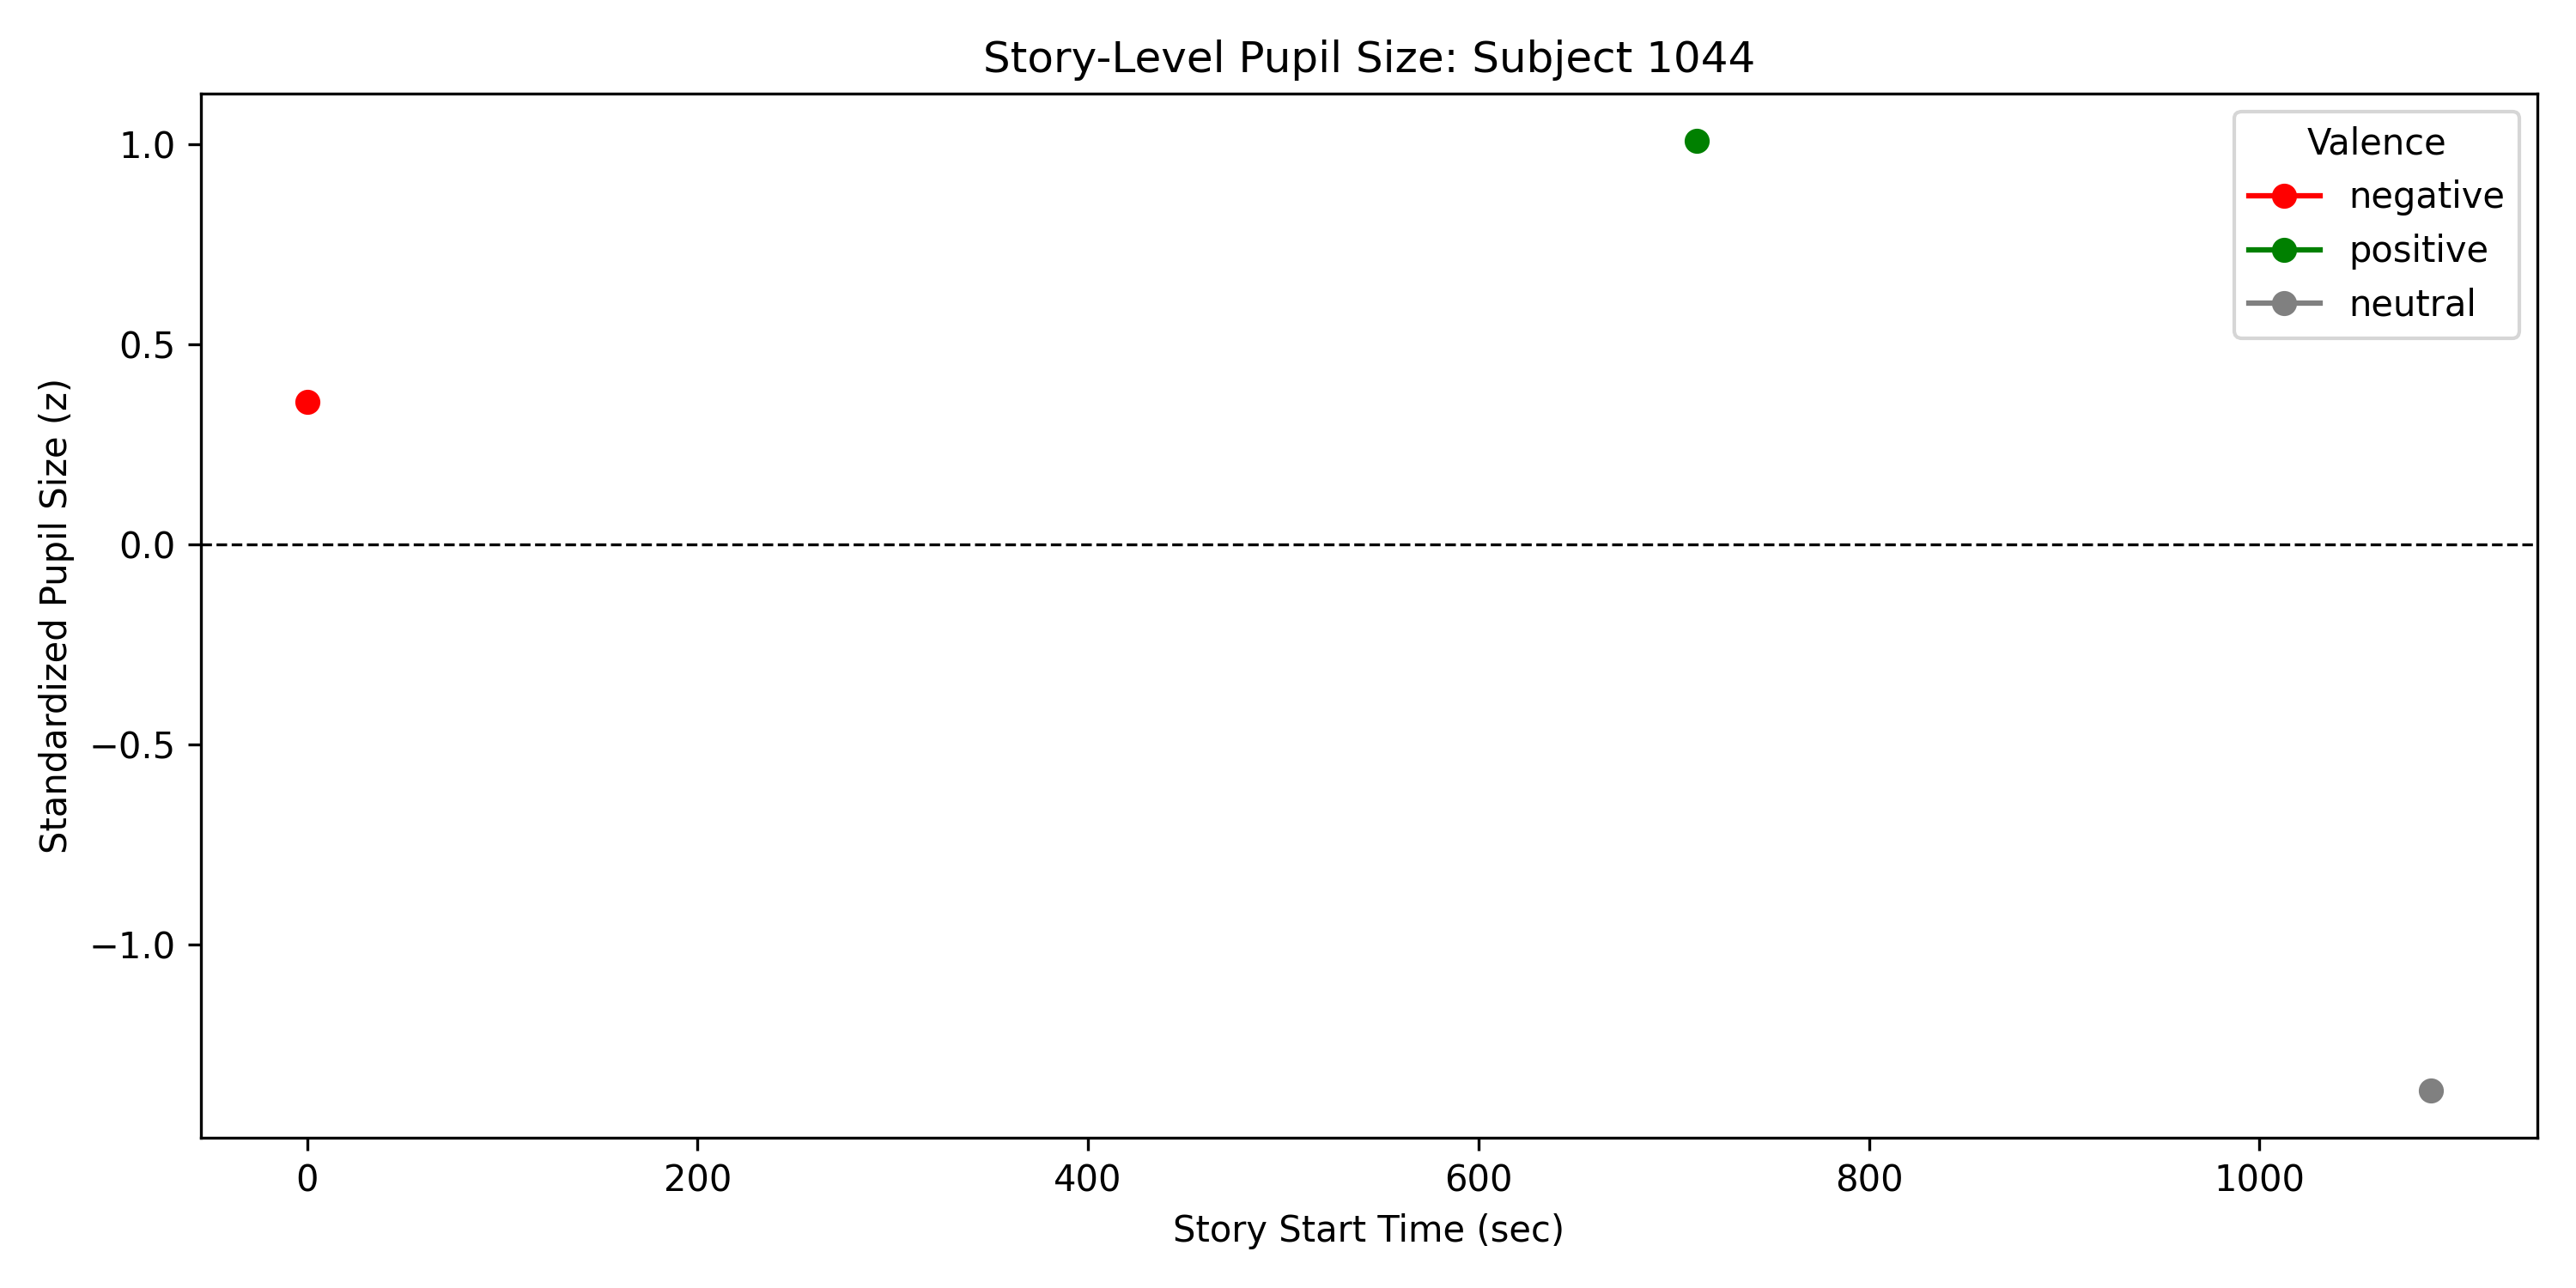 Story-Level Pupil Size: Subject 1044
Valence
negative
positive
neutral
Standardized Pupil Size (z)
1.0
0.5
0.0
−0.5
−1.0
0 200 400 600 800 1000
Story Start Time (sec)